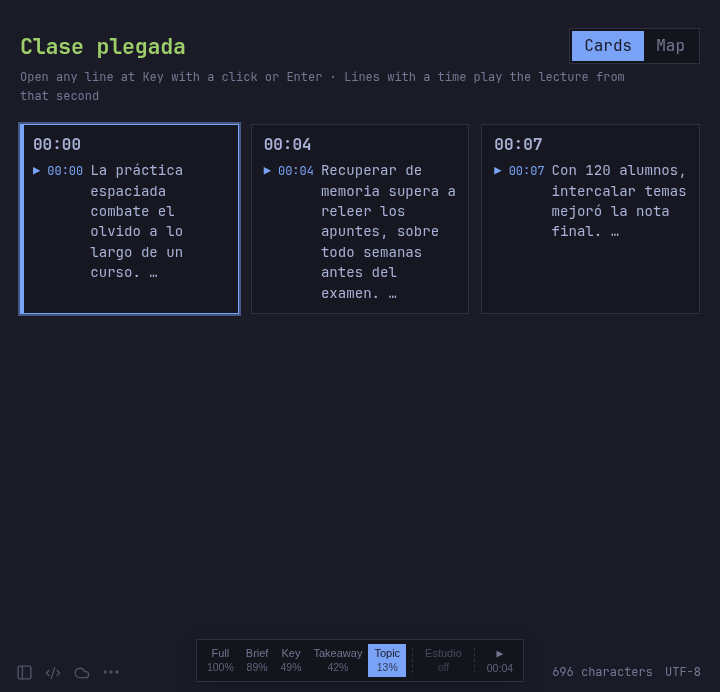 Clase plegada
Cards Map
Open any line at Key with a click or Enter · Lines with a time play the lecture from
that second
00:00
▶ 00:00 La práctica
espaciada
combate el
olvido a lo
largo de un
curso. …
00:04
▶ 00:04 Recuperar de
memoria supera a
releer los
apuntes, sobre
todo semanas
antes del
examen. …
00:07
▶ 00:07 Con 120 alumnos,
intercalar temas
mejoró la nota
final. …
Full Brief Key Takeaway Topic Estudio ▶
100% 89% 49% 42% 13% off 00:04
696 characters UTF-8